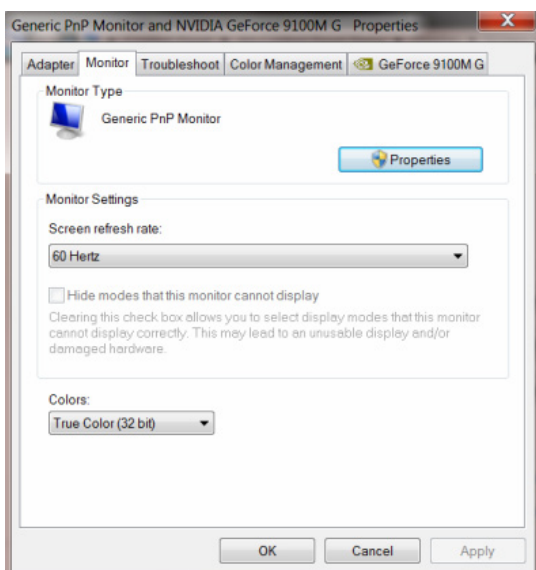 Generic PnP Monitor and NVIDIA GeForce 9100M G   Properties
Adapter Monitor Troubleshoot Color Management GeForce 9100M G
Monitor Type
Generic PnP Monitor
Properties
Monitor Settings
Screen refresh rate:
60 Hertz
Hide modes that this monitor cannot display
Clearing this check box allows you to select display modes that this monitor
cannot display correctly. This may lead to an unusable display and/or
damaged hardware.
Colors:
True Color (32 bit)
OK Cancel Apply